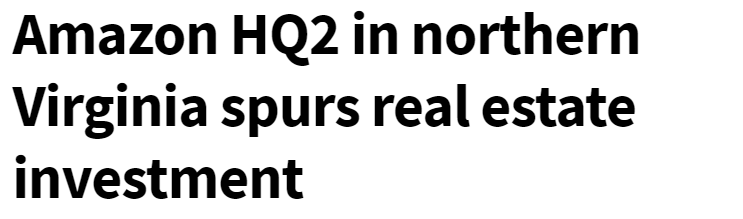 Amazon HQ2 in northern
Virginia spurs real estate
investment